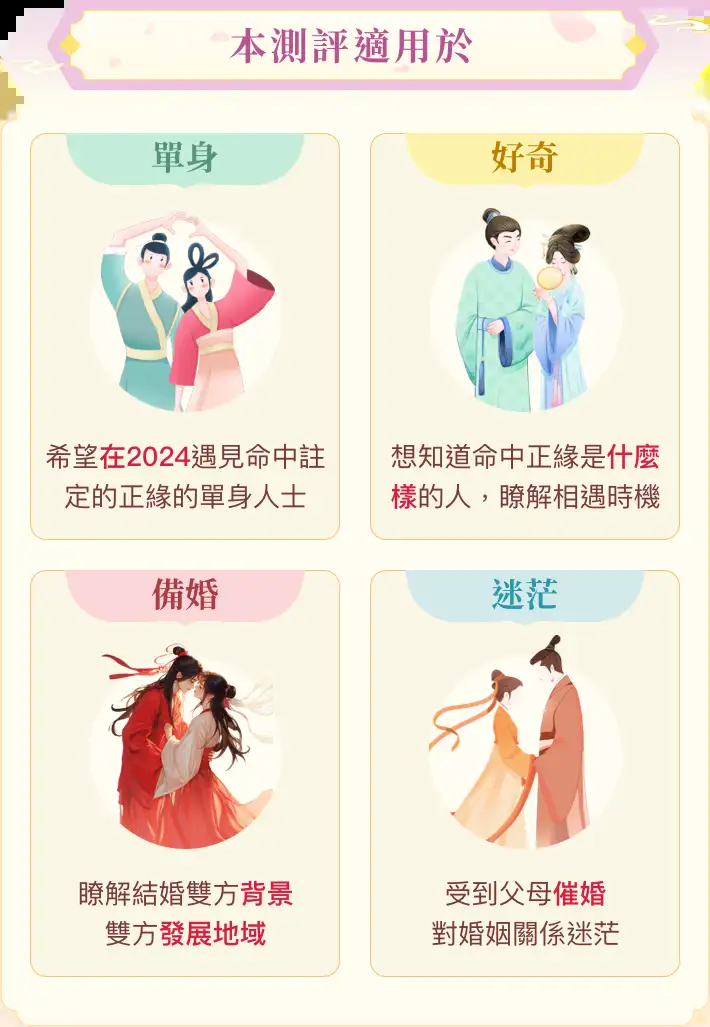 本測評適用於
單身
希望在2024遇見命中註
定的正緣的單身人士
好奇
想知道命中正緣是什麼
樣的人，瞭解相遇時機
備婚
瞭解結婚雙方背景
雙方發展地域
迷茫
受到父母催婚
對婚姻關係迷茫